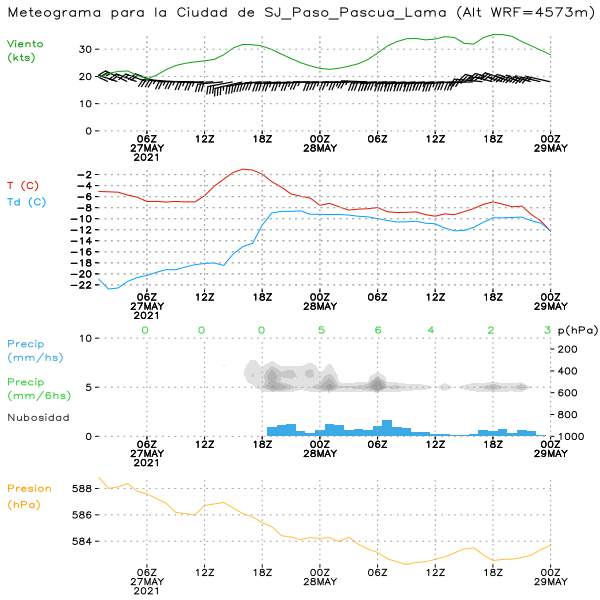 Meteograma para la Ciudad de SJ_Paso_Pascua_Lama (Alt WRF=4573m)
Viento
(kts)
30
20
10
0
06Z 12Z 18Z 00Z 06Z 12Z 18Z 00Z
27MAY 28MAY 29MAY
2021
T (C)
Td (C)
-2
-4
-6
-8
-10
-12
-14
-16
-18
-20
-22
06Z 12Z 18Z 00Z 06Z 12Z 18Z 00Z
27MAY 28MAY 29MAY
2021
0 0 0 5 6 4 2 3 p(hPa)
Precip
(mm/hs)
Precip
(mm/6hs)
Nubosidad
10
5
0
200
400
600
800
1000
06Z 12Z 18Z 00Z 06Z 12Z 18Z 00Z
27MAY 28MAY 29MAY
2021
Presion
(hPa)
588
586
584
06Z 12Z 18Z 00Z 06Z 12Z 18Z 00Z
27MAY 28MAY 29MAY
2021